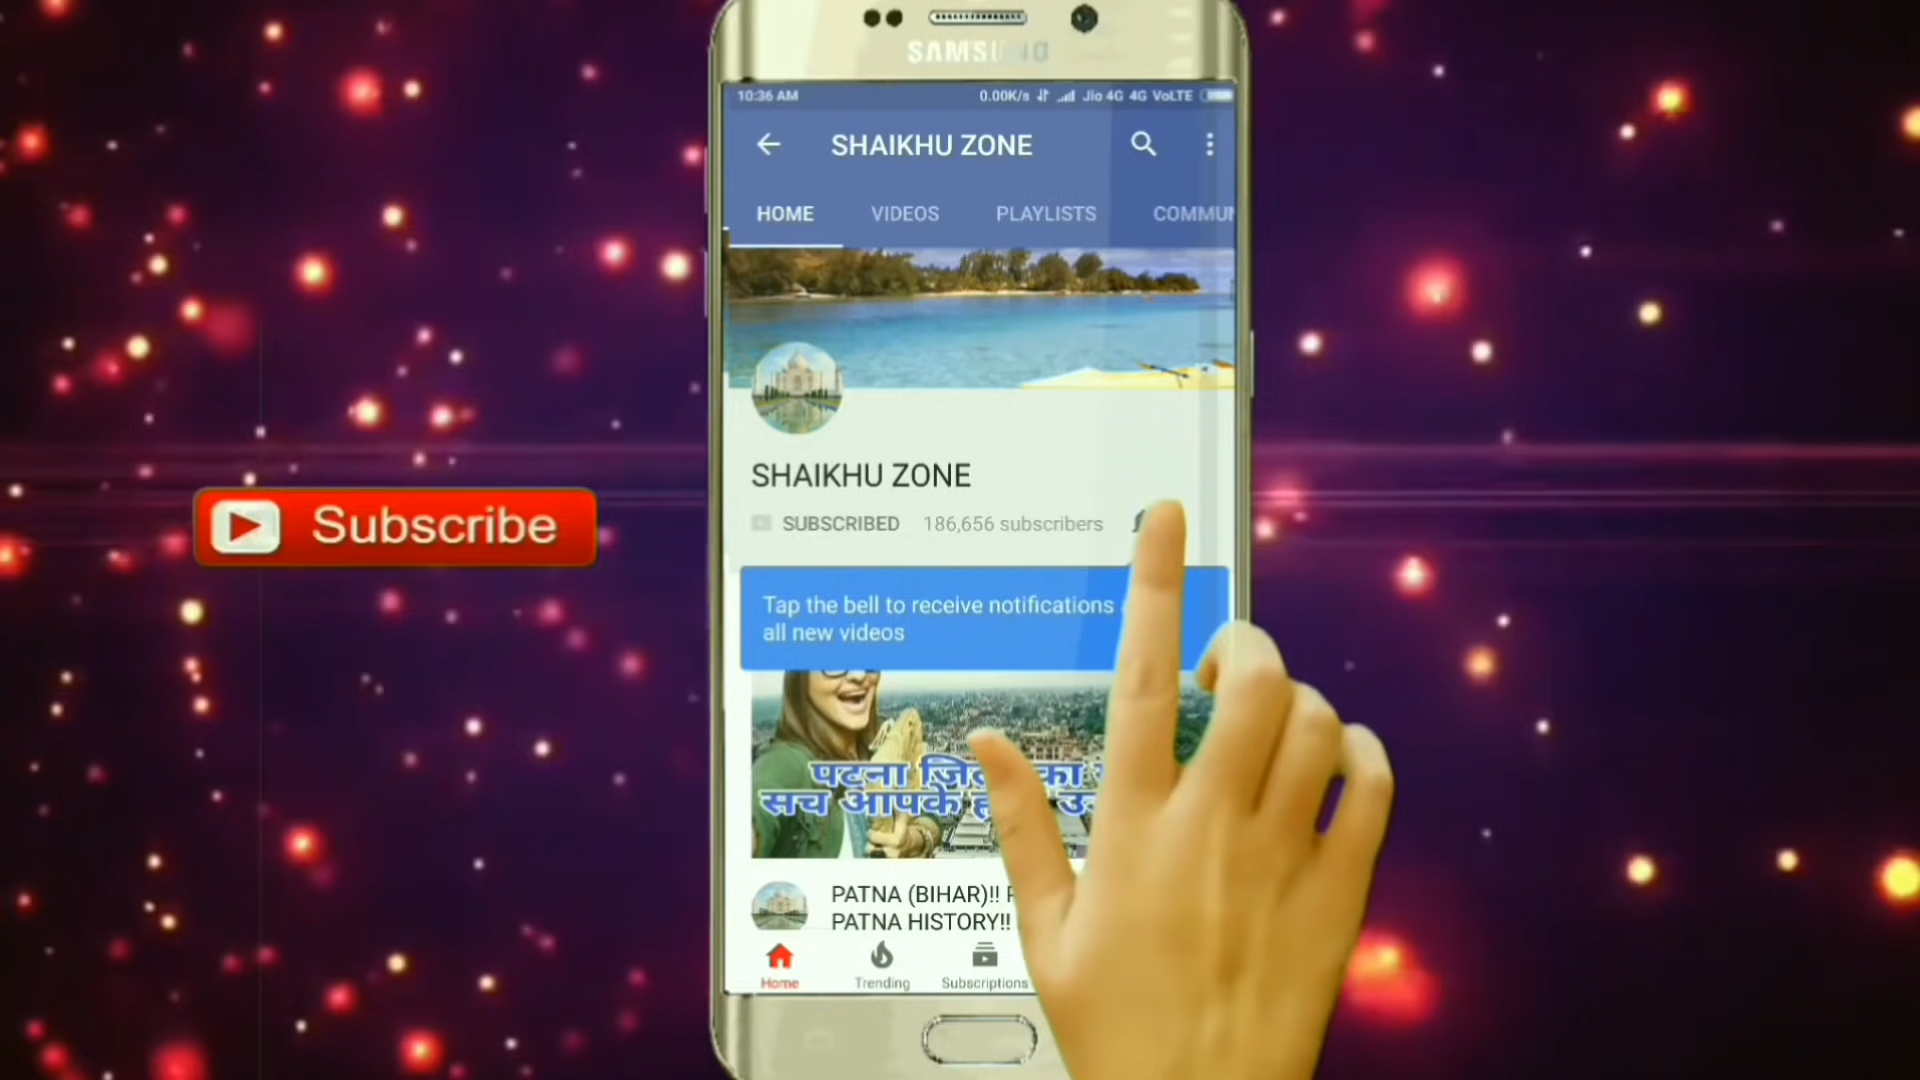 SAMSUNG
10:36 AM 0.00K/s Jio 4G 4G VoLTE
SHAIKHU ZONE
HOME VIDEOS PLAYLISTS COMMUN
SHAIKHU ZONE
SUBSCRIBED 186,656 subscribers
Subscribe
Tap the bell to receive notifications
all new videos
पटना का
सच आपके
PATNA (BIHAR)!!
PATNA HISTORY!!
Home Trending Subscriptions